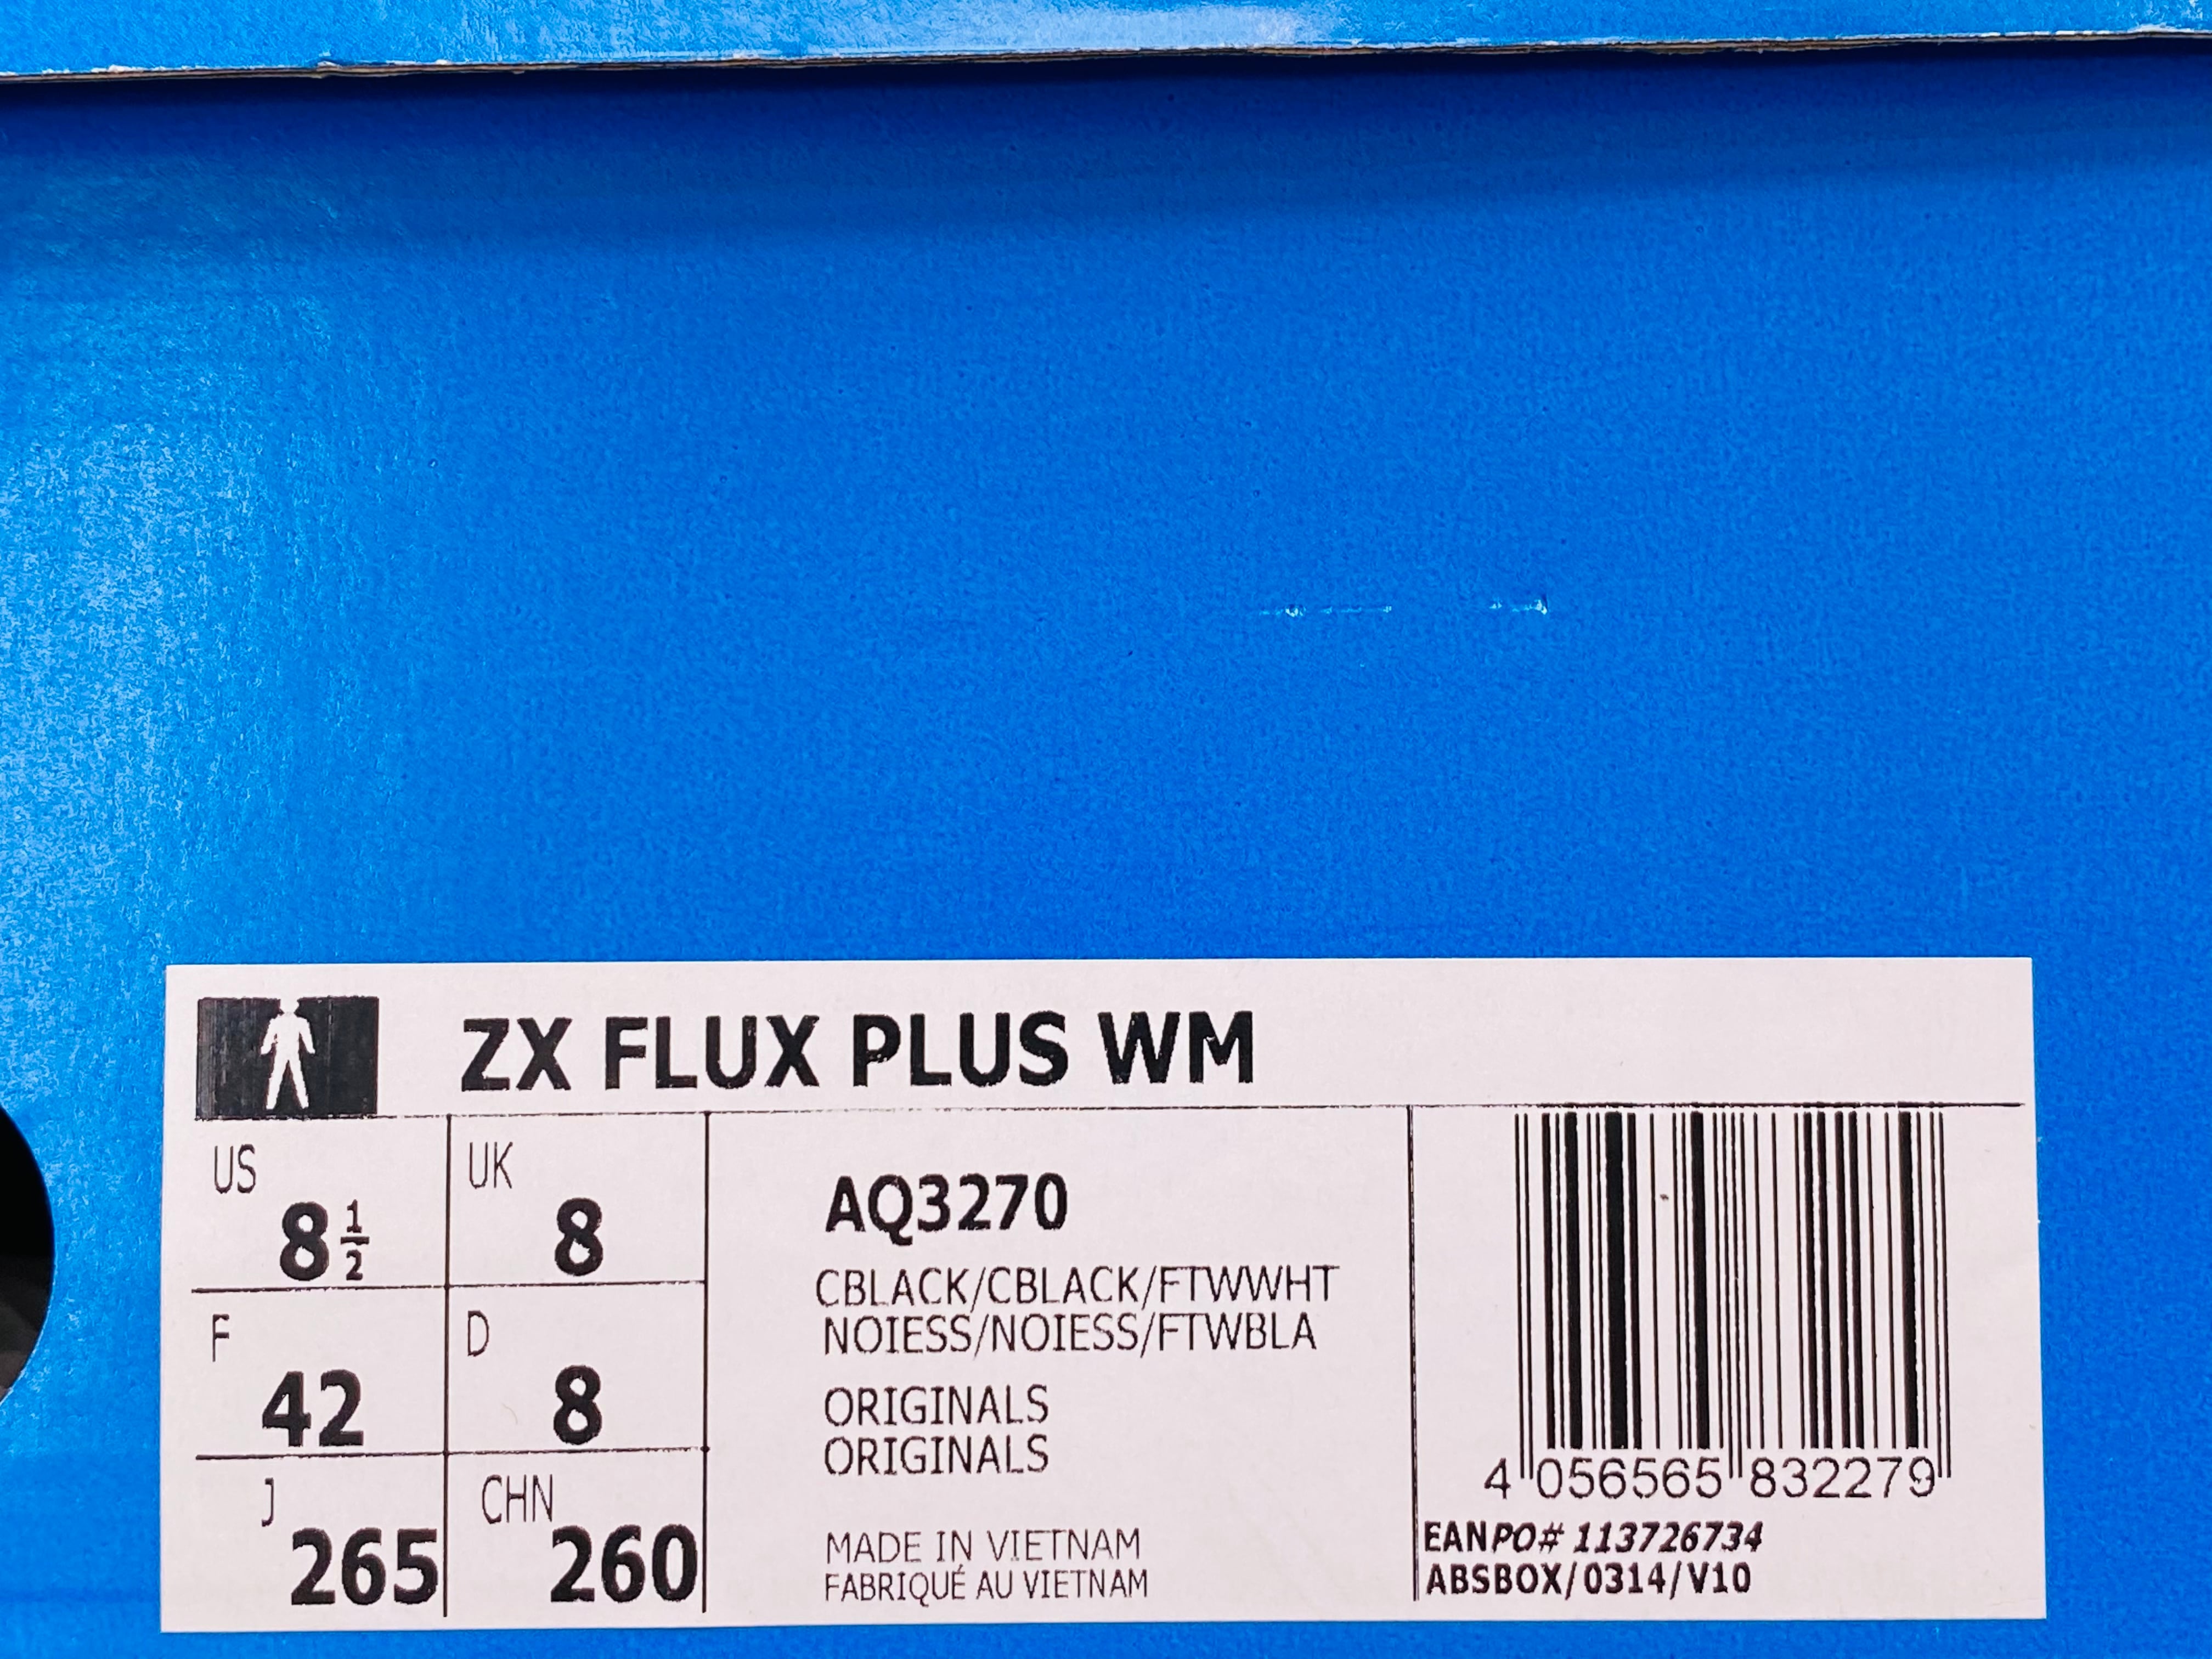 ZX FLUX PLUS WM
US 8 1/2
UK 8
F 42
D 8
J 265
CHN 260
AQ3270
CBLACK/CBLACK/FTWWHT
NOIESS/NOIESS/FTWBLA
ORIGINALS
ORIGINALS
MADE IN VIETNAM
FABRIQUÉ AU VIETNAM
4 056565 832279
EANPO# 113726734
ABSBOX/0314/V10